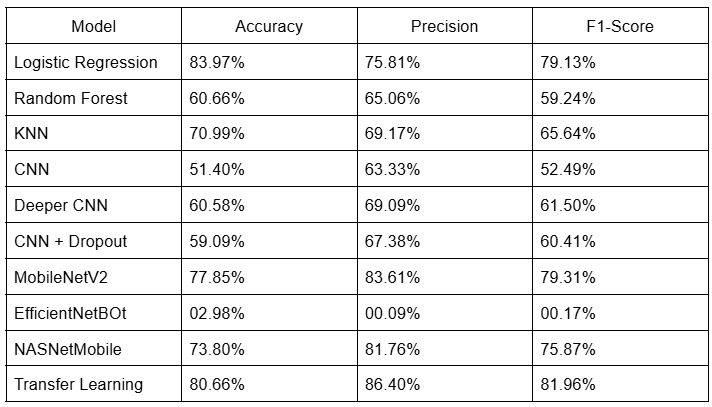 Model Accuracy Precision F1-Score
Logistic Regression 83.97% 75.81% 79.13%
Random Forest 60.66% 65.06% 59.24%
KNN 70.99% 69.17% 65.64%
CNN 51.40% 63.33% 52.49%
Deeper CNN 60.58% 69.09% 61.50%
CNN + Dropout 59.09% 67.38% 60.41%
MobileNetV2 77.85% 83.61% 79.31%
EfficientNetBOt 02.98% 00.09% 00.17%
NASNetMobile 73.80% 81.76% 75.87%
Transfer Learning 80.66% 86.40% 81.96%